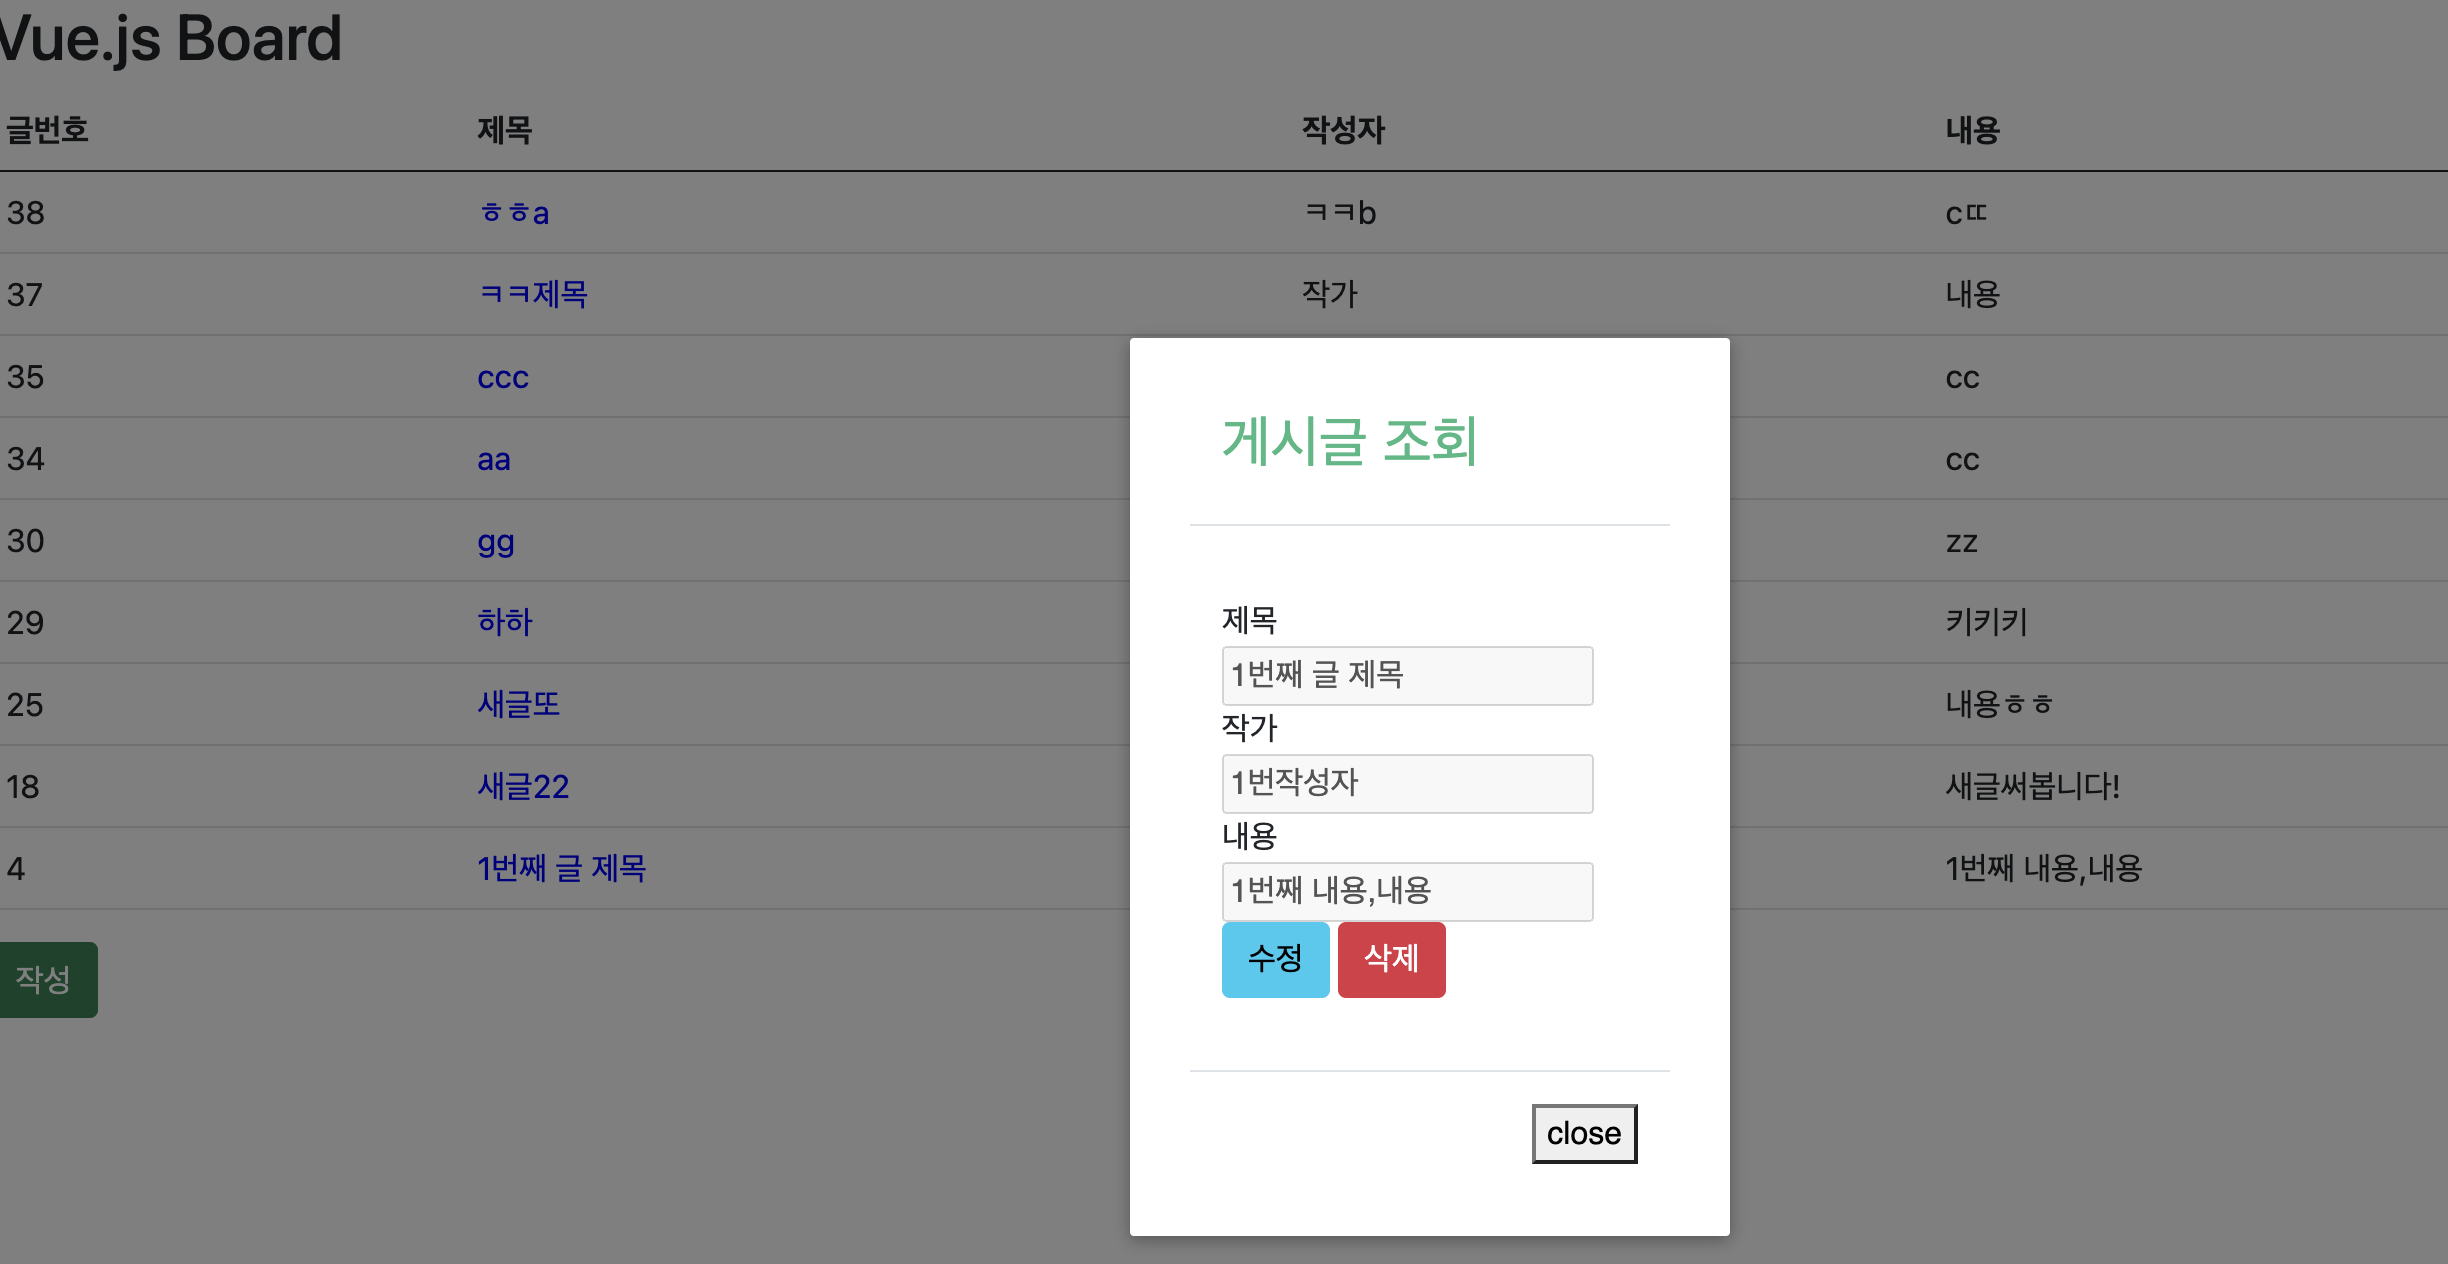 Vue.js Board
글번호 제목 작성자 내용
38 ㅎㅎa ㅋㅋb cㄸ
37 ㅋㅋ제목 작가 내용
35 ccc cc
34 aa cc
30 gg zz
29 하하 키키키
25 새글또 내용ㅎㅎ
18 새글22 새글써봅니다!
4 1번째 글 제목 1번째 내용,내용
작성
게시글 조회
제목
1번째 글 제목
작가
1번작성자
내용
1번째 내용,내용
수정 삭제
close